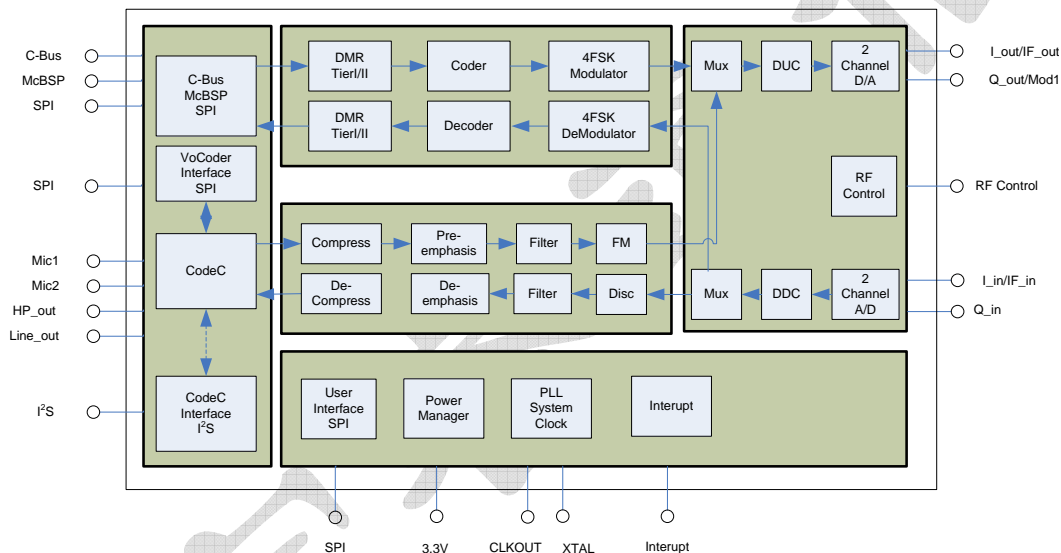 C-Bus
McBSP
SPI
SPI
Mic1
Mic2
HP_out
Line_out
I²S
C-Bus
McBSP
SPI
VoCoder
Interface
SPI
CodeC
CodeC
Interface
I²S
DMR
TierI/II
Coder
4FSK
Modulator
DMR
TierI/II
Decoder
4FSK
DeModulator
Compress
Pre-
emphasis
Filter
FM
De-
Compress
De-
emphasis
Filter
Disc
Mux
DUC
2
Channel
D/A
RF
Control
Mux
DDC
2
Channel
A/D
I_out/IF_out
Q_out/Mod1
RF Control
I_in/IF_in
Q_in
User
Interface
SPI
Power
Manager
PLL
System
Clock
Interupt
SPI
3.3V
CLKOUT
XTAL
Interupt